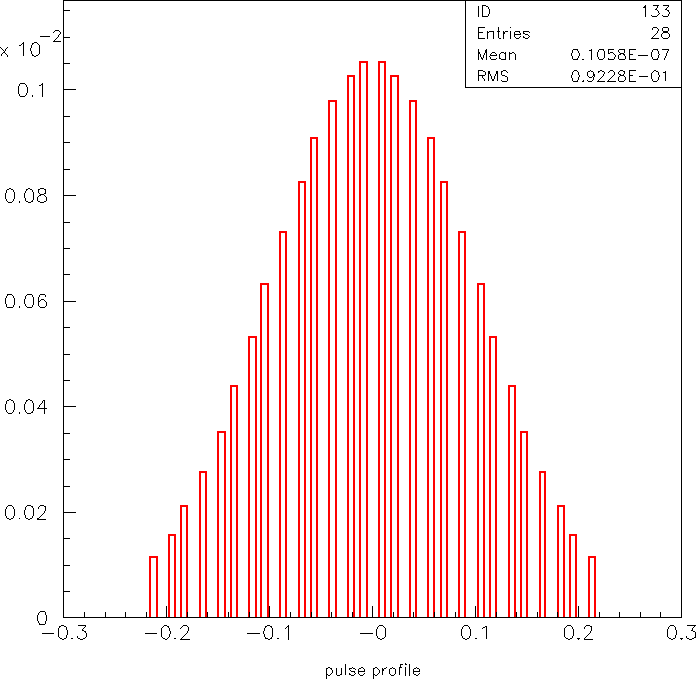 ID 133
Entries 28
Mean 0.1058E-07
RMS 0.9228E-01
x 10^-2
0.1
0.08
0.06
0.04
0.02
0
-0.3 -0.2 -0.1 -0 0.1 0.2 0.3
pulse profile